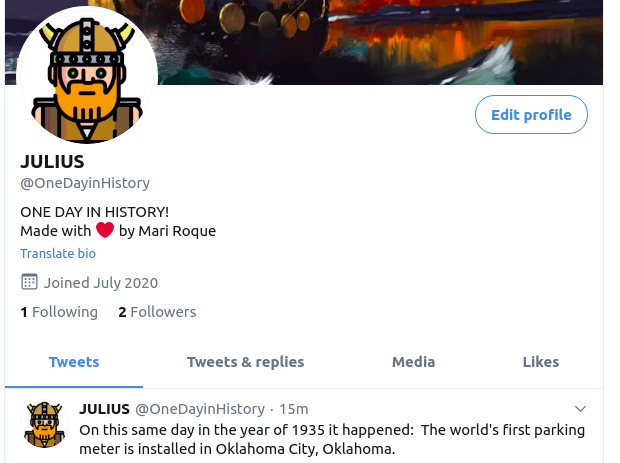 Edit profile
JULIUS
@OneDayinHistory
ONE DAY IN HISTORY!
Made with ❤ by Mari Roque
Translate bio
Joined July 2020
1 Following 2 Followers
Tweets Tweets & replies Media Likes
JULIUS @OneDayinHistory · 15m
On this same day in the year of 1935 it happened: The world's first parking
meter is installed in Oklahoma City, Oklahoma.